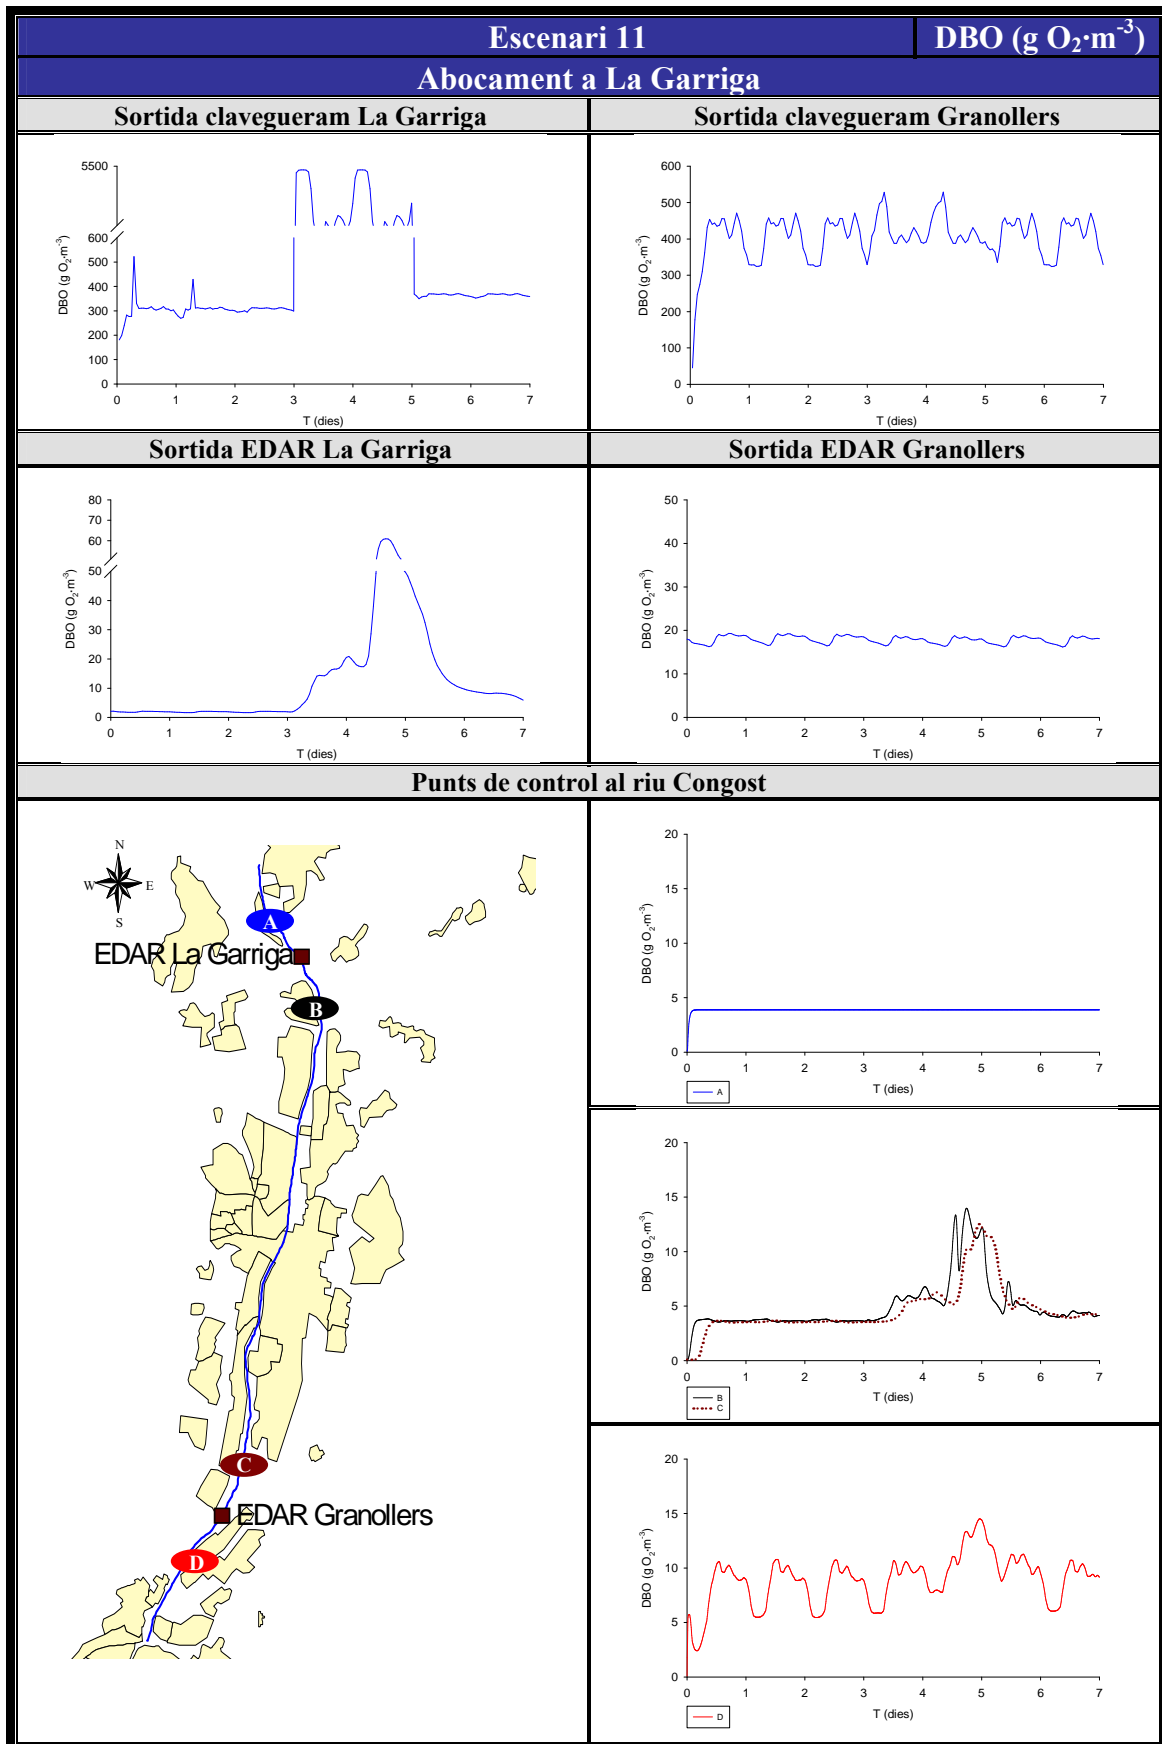 Escenari 11
DBO (g O₂·m⁻³)
Abocament a La Garriga
Sortida clavegueram La Garriga
Sortida clavegueram Granollers
5500
600
500
400
300
200
100
0
DBO (g O₂·m⁻³)
0 1 2 3 4 5 6 7
T (dies)
600
500
400
300
200
100
0
DBO (g O₂·m⁻³)
0 1 2 3 4 5 6 7
T (dies)
Sortida EDAR La Garriga
Sortida EDAR Granollers
80
70
60
50
40
30
20
10
0
DBO (g O₂·m⁻³)
0 1 2 3 4 5 6 7
T (dies)
50
40
30
20
10
0
DBO (g O₂·m⁻³)
0 1 2 3 4 5 6 7
T (dies)
Punts de control al riu Congost
N
W E
S
A
EDAR La Garriga
B
C
EDAR Granollers
D
20
15
10
5
0
DBO (g O₂·m⁻³)
0 1 2 3 4 5 6 7
T (dies)
A
20
15
10
5
0
DBO (g O₂·m⁻³)
0 1 2 3 4 5 6 7
T (dies)
B
C
20
15
10
5
0
DBO (g O₂·m⁻³)
0 1 2 3 4 5 6 7
T (dies)
D